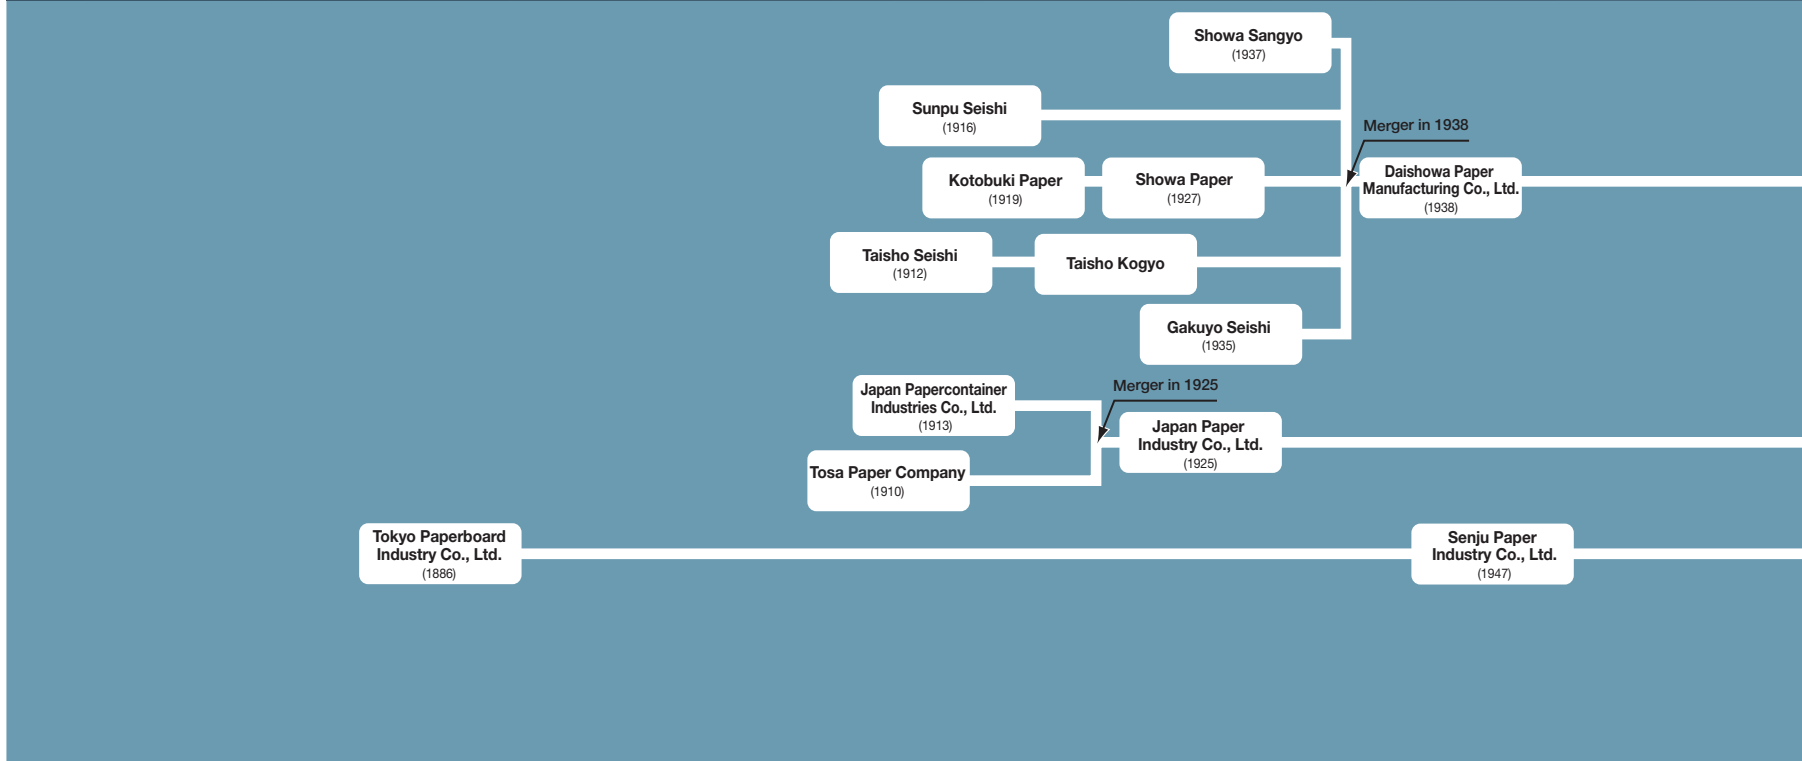 Showa Sangyo
(1937)
Sunpu Seishi
(1916)
Merger in 1938
Kotobuki Paper
(1919)
Showa Paper
(1927)
Daishowa Paper
Manufacturing Co., Ltd.
(1938)
Taisho Seishi
(1912)
Taisho Kogyo
Gakuyo Seishi
(1935)
Japan Papercontainer
Industries Co., Ltd.
(1913)
Merger in 1925
Japan Paper
Industry Co., Ltd.
(1925)
Tosa Paper Company
(1910)
Tokyo Paperboard
Industry Co., Ltd.
(1886)
Senju Paper
Industry Co., Ltd.
(1947)